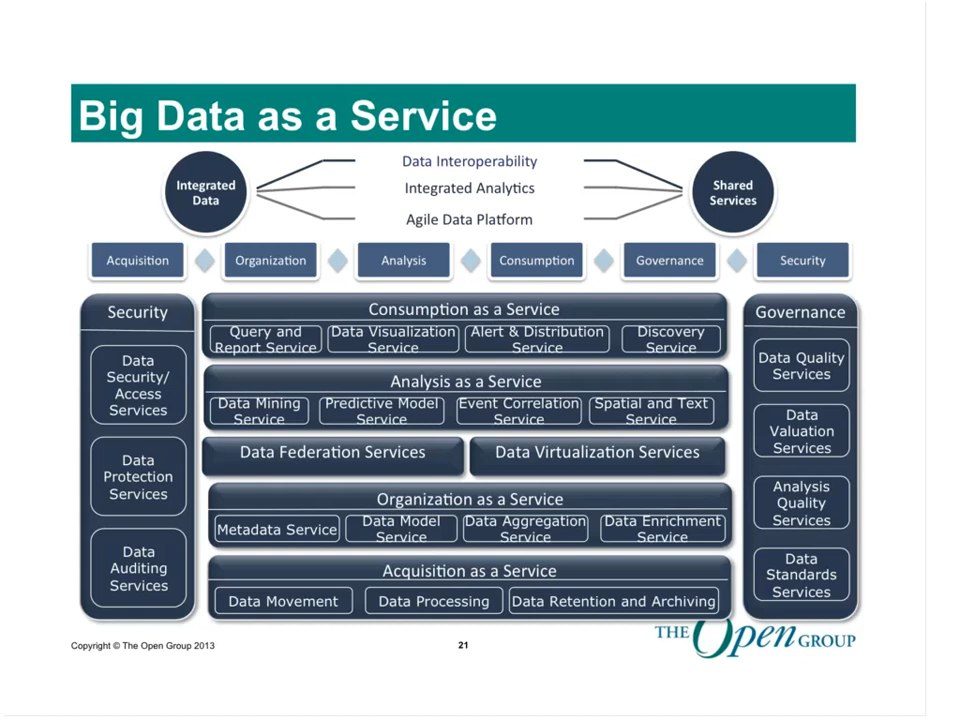 Big Data as a Service
Integrated
Data
Data Interoperability
Integrated Analytics
Agile Data Platform
Shared
Services
Acquisition
Organization
Analysis
Consumption
Governance
Security
Security
Data
Security/
Access
Services
Data
Protection
Services
Data
Auditing
Services
Consumption as a Service
Query and
Report Service
Data Visualization
Service
Alert & Distribution
Service
Discovery
Service
Analysis as a Service
Data Mining
Service
Predictive Model
Service
Event Correlation
Service
Spatial and Text
Service
Data Federation Services
Data Virtualization Services
Organization as a Service
Metadata Service
Data Model
Service
Data Aggregation
Service
Data Enrichment
Service
Acquisition as a Service
Data Movement
Data Processing
Data Retention and Archiving
Governance
Data Quality
Services
Data
Valuation
Services
Analysis
Quality
Services
Data
Standards
Services
Copyright © The Open Group 2013
21
THE Open GROUP